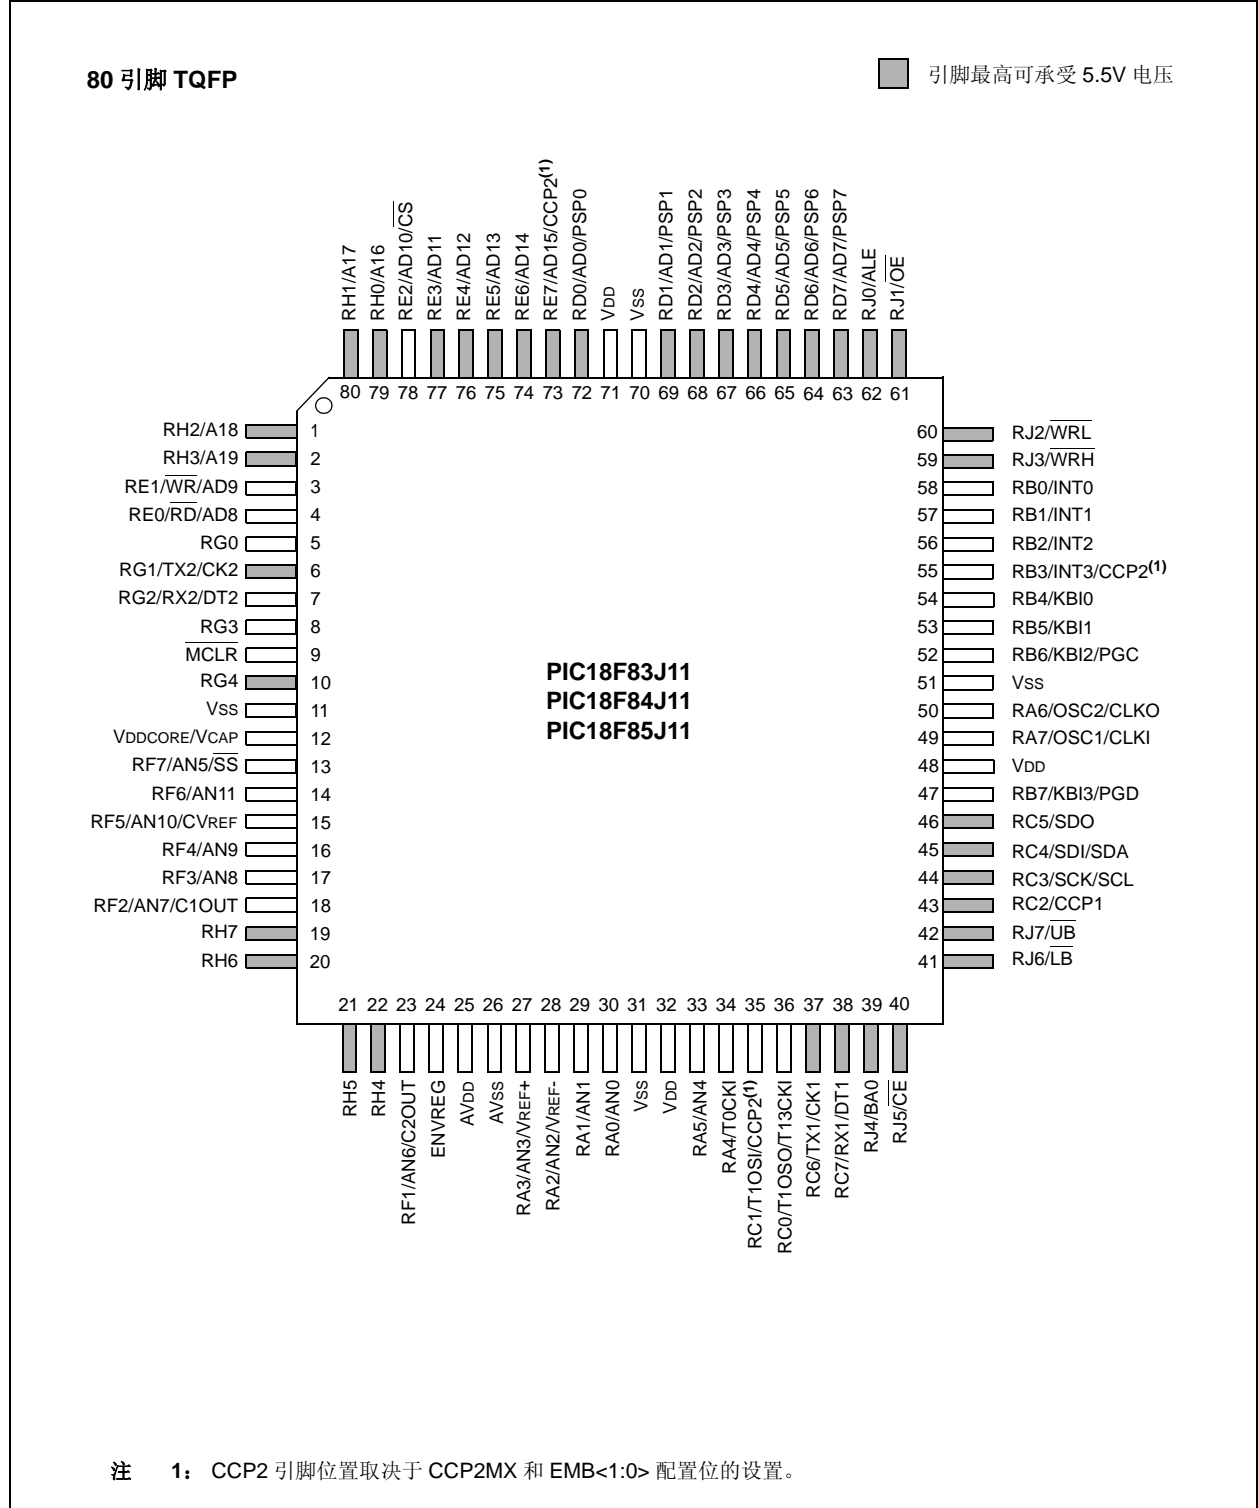 80 引脚 TQFP
引脚最高可承受 5.5V 电压
RH1/A17
RH0/A16
RE2/AD10/C̅S̅
RE3/AD11
RE4/AD12
RE5/AD13
RE6/AD14
RE7/AD15/CCP2(1)
RD0/AD0/PSP0
VDD
VSS
RD1/AD1/PSP1
RD2/AD2/PSP2
RD3/AD3/PSP3
RD4/AD4/PSP4
RD5/AD5/PSP5
RD6/AD6/PSP6
RD7/AD7/PSP7
RJ0/ALE
RJ1/O̅E̅
80 79 78 77 76 75 74 73 72 71 70 69 68 67 66 65 64 63 62 61
RH2/A18 1
RH3/A19 2
RE1/W̅R̅/AD9 3
RE0/R̅D̅/AD8 4
RG0 5
RG1/TX2/CK2 6
RG2/RX2/DT2 7
RG3 8
M̅C̅L̅R̅ 9
RG4 10
VSS 11
VDDCORE/VCAP 12
RF7/AN5/S̅S̅ 13
RF6/AN11 14
RF5/AN10/CVREF 15
RF4/AN9 16
RF3/AN8 17
RF2/AN7/C1OUT 18
RH7 19
RH6 20
PIC18F83J11
PIC18F84J11
PIC18F85J11
60 RJ2/W̅R̅L̅
59 RJ3/W̅R̅H̅
58 RB0/INT0
57 RB1/INT1
56 RB2/INT2
55 RB3/INT3/CCP2(1)
54 RB4/KBI0
53 RB5/KBI1
52 RB6/KBI2/PGC
51 VSS
50 RA6/OSC2/CLKO
49 RA7/OSC1/CLKI
48 VDD
47 RB7/KBI3/PGD
46 RC5/SDO
45 RC4/SDI/SDA
44 RC3/SCK/SCL
43 RC2/CCP1
42 RJ7/U̅B̅
41 RJ6/L̅B̅
21 22 23 24 25 26 27 28 29 30 31 32 33 34 35 36 37 38 39 40
RH5
RH4
RF1/AN6/C2OUT
ENVREG
AVDD
AVSS
RA3/AN3/VREF+
RA2/AN2/VREF-
RA1/AN1
RA0/AN0
VSS
VDD
RA5/AN4
RA4/T0CKI
RC1/T1OSI/CCP2(1)
RC0/T1OSO/T13CKI
RC6/TX1/CK1
RC7/RX1/DT1
RJ4/BA0
RJ5/C̅E̅
注 1： CCP2 引脚位置取决于 CCP2MX 和 EMB<1:0> 配置位的设置。